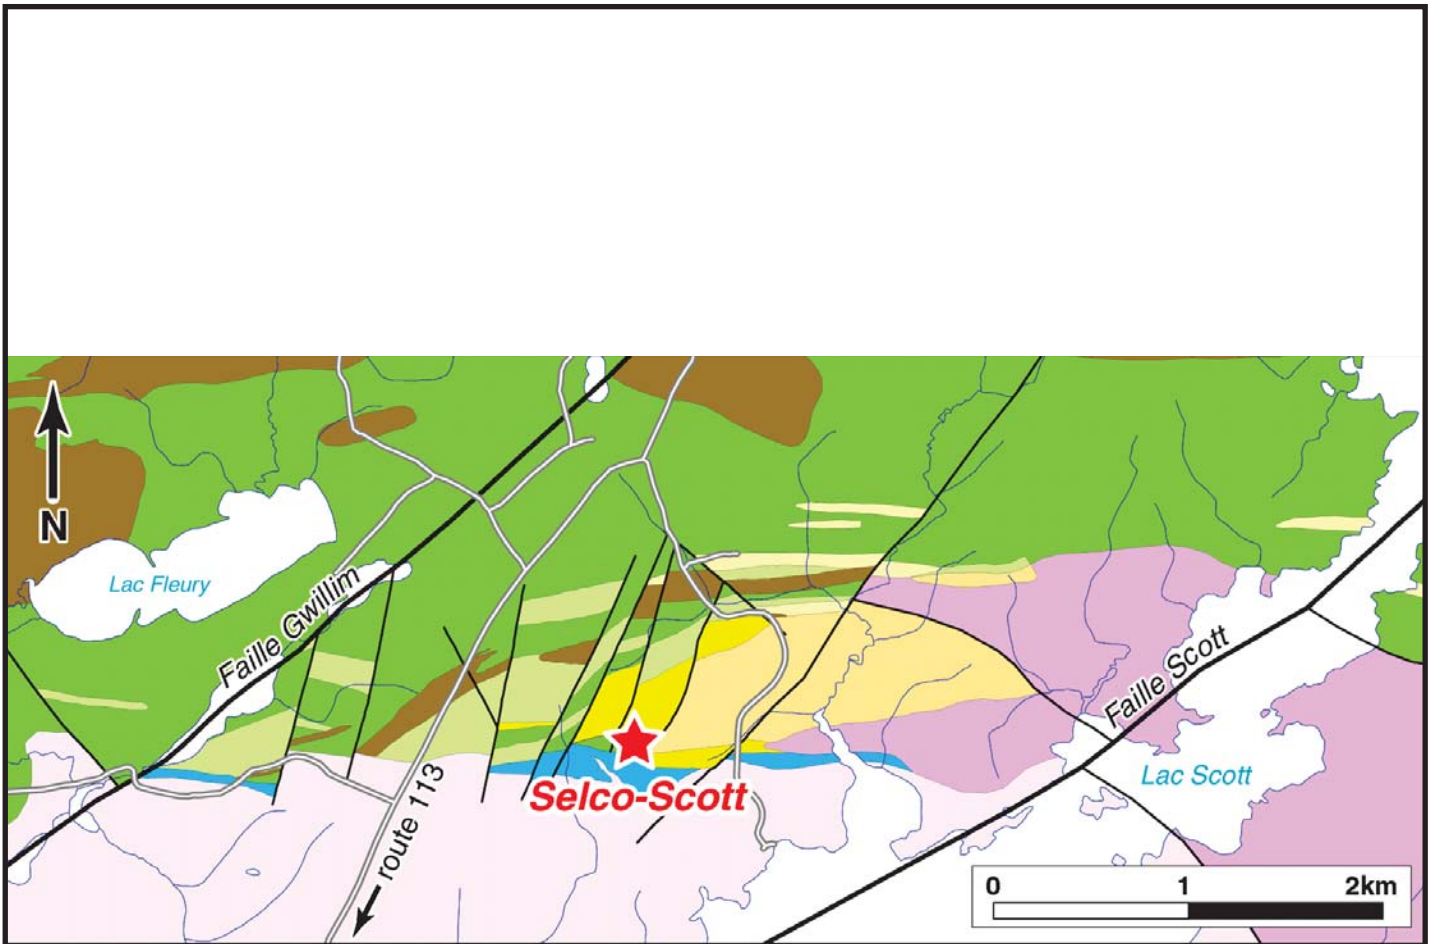 N
Lac Fleury
Faille Gwillim
Faille Scott
Selco-Scott
Lac Scott
route 113
0 1 2km